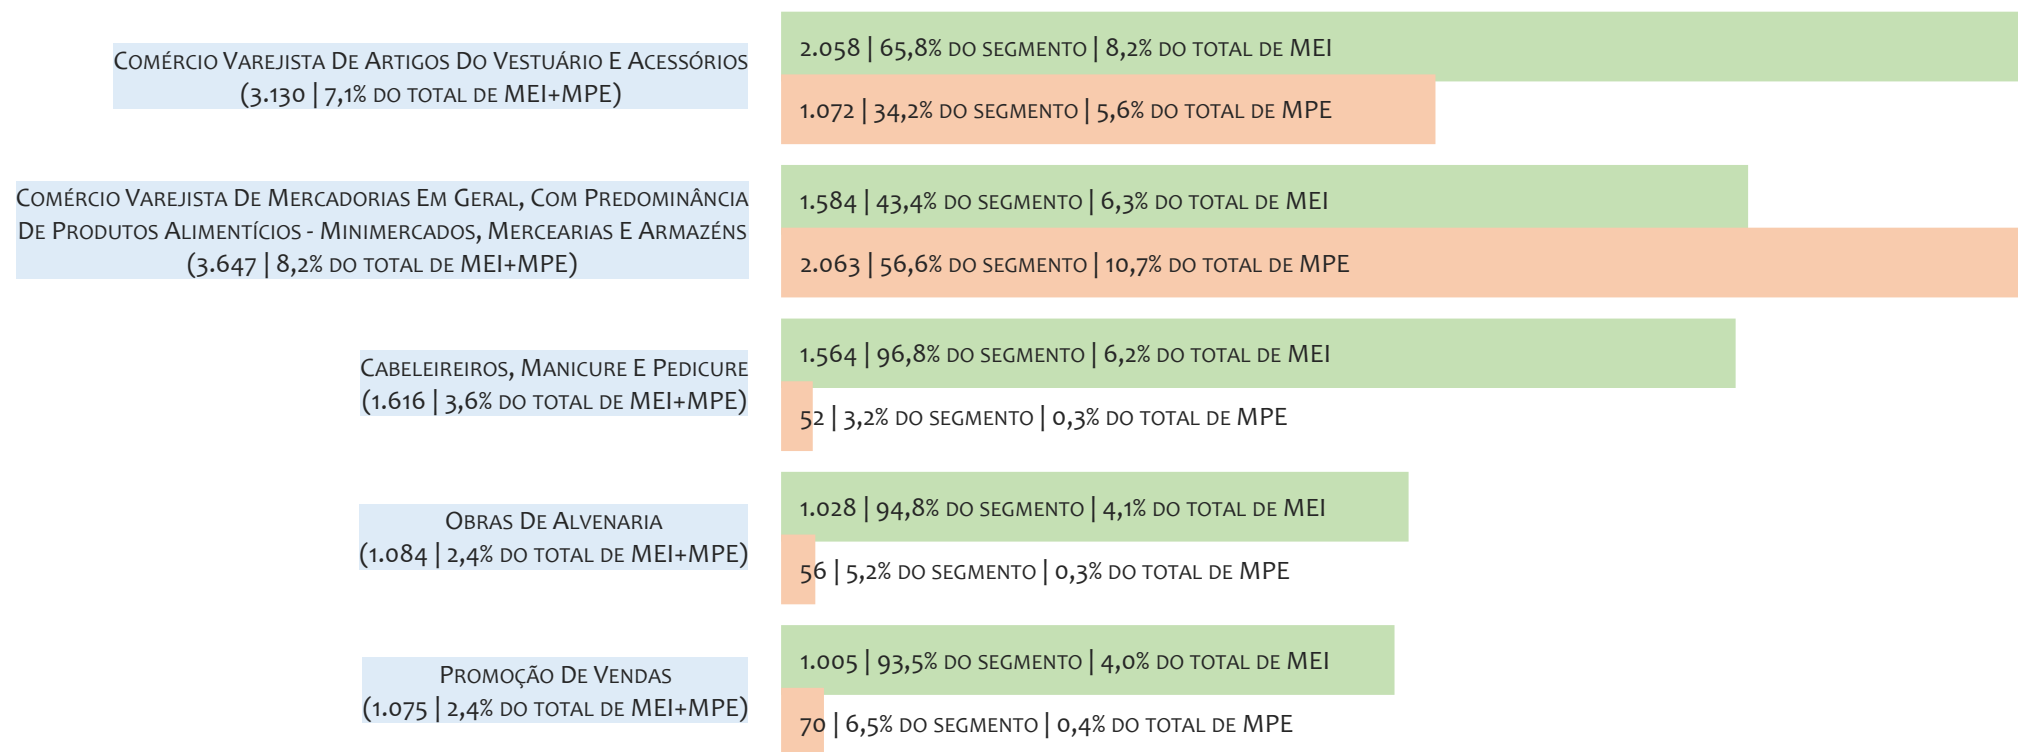 Comércio Varejista De Artigos Do Vestuário E Acessórios
(3.130 | 7,1% do total de MEI+MPE)
2.058 | 65,8% do segmento | 8,2% do total de MEI
1.072 | 34,2% do segmento | 5,6% do total de MPE
Comércio Varejista De Mercadorias Em Geral, Com Predominância
De Produtos Alimentícios - Minimercados, Mercearias E Armazéns
(3.647 | 8,2% do total de MEI+MPE)
1.584 | 43,4% do segmento | 6,3% do total de MEI
2.063 | 56,6% do segmento | 10,7% do total de MPE
Cabeleireiros, Manicure E Pedicure
(1.616 | 3,6% do total de MEI+MPE)
1.564 | 96,8% do segmento | 6,2% do total de MEI
52 | 3,2% do segmento | 0,3% do total de MPE
Obras De Alvenaria
(1.084 | 2,4% do total de MEI+MPE)
1.028 | 94,8% do segmento | 4,1% do total de MEI
56 | 5,2% do segmento | 0,3% do total de MPE
Promoção De Vendas
(1.075 | 2,4% do total de MEI+MPE)
1.005 | 93,5% do segmento | 4,0% do total de MEI
70 | 6,5% do segmento | 0,4% do total de MPE